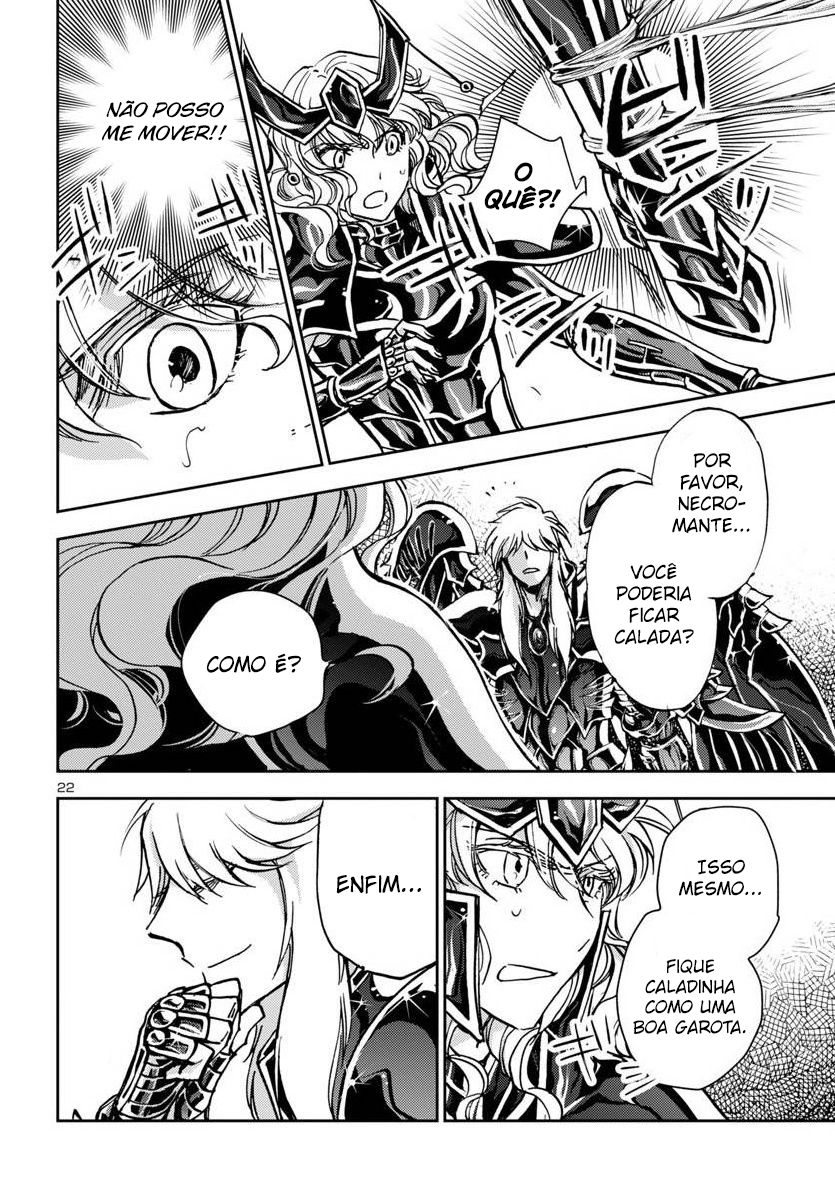 O
QUÊ?!
NÃO POSSO
ME MOVER!!
POR
FAVOR,
NECRO-
MANTE...
VOCÊ
PODERIA
FICAR
CALADA?
COMO É?
22
ISSO
MESMO...
FIQUE
CALADINHA
COMO UMA
BOA GAROTA.
ENFIM...